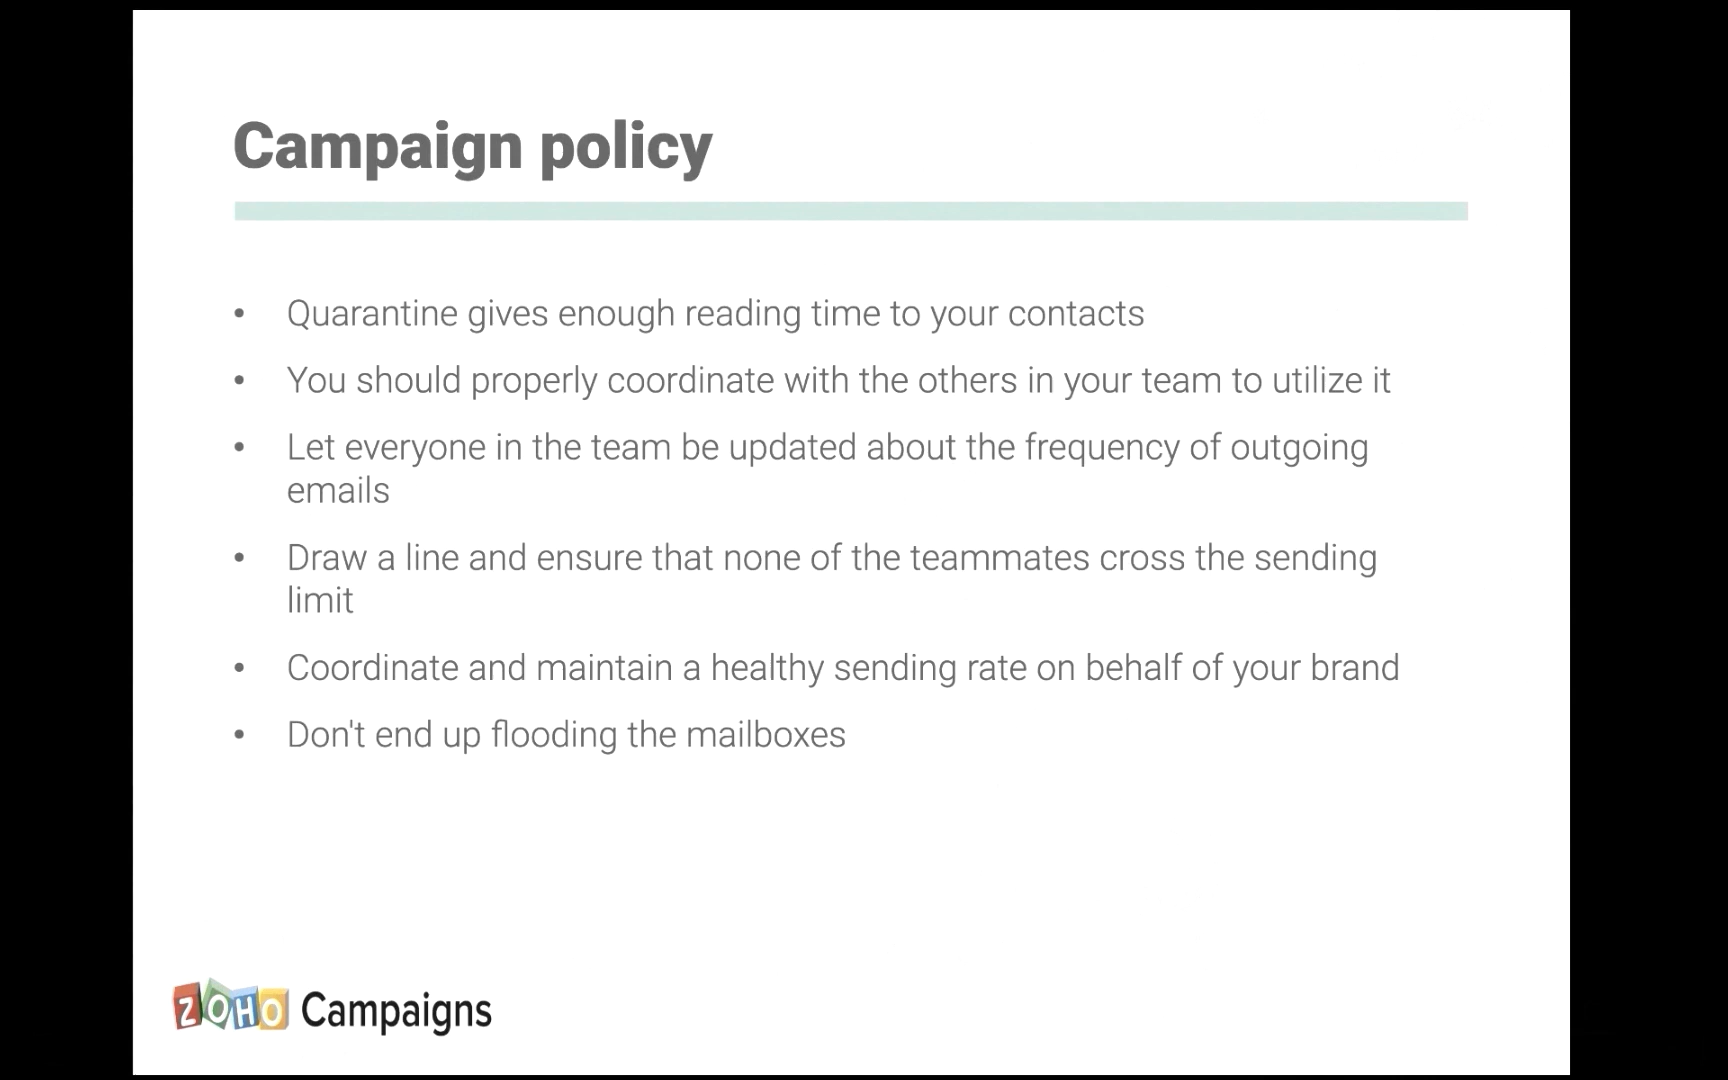 Campaign policy
• Quarantine gives enough reading time to your contacts
• You should properly coordinate with the others in your team to utilize it
• Let everyone in the team be updated about the frequency of outgoing
emails
• Draw a line and ensure that none of the teammates cross the sending
limit
• Coordinate and maintain a healthy sending rate on behalf of your brand
• Don't end up flooding the mailboxes
ZOHO Campaigns